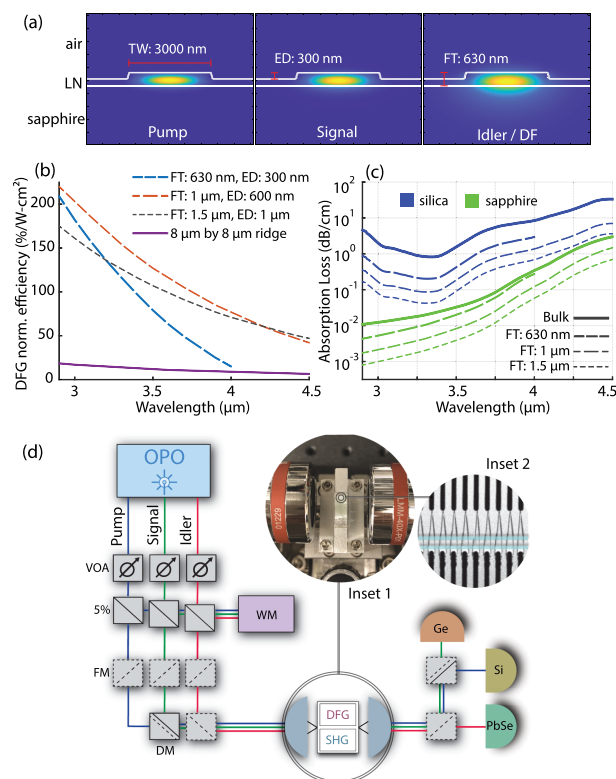 (a)
air
LN
sapphire
TW: 3000 nm
Pump
ED: 300 nm
Signal
FT: 630 nm
Idler / DF
(b)
DFG norm. efficiency (%/W-cm²)
200
150
100
50
0
3
3.5
4
4.5
Wavelength (μm)
FT: 630 nm, ED: 300 nm
FT: 1 μm, ED: 600 nm
FT: 1.5 μm, ED: 1 μm
8 μm by 8 μm ridge
(c)
Absorption Loss (dB/cm)
10²
10¹
10⁰
10⁻¹
10⁻²
10⁻³
3
3.5
4
4.5
Wavelength (μm)
silica
sapphire
Bulk
FT: 630 nm
FT: 1 μm
FT: 1.5 μm
(d)
OPO
Pump
Signal
Idler
VOA
5%
WM
FM
DM
01229
LMM-40X-P01
Inset 1
Inset 2
DFG
SHG
Ge
Si
PbSe